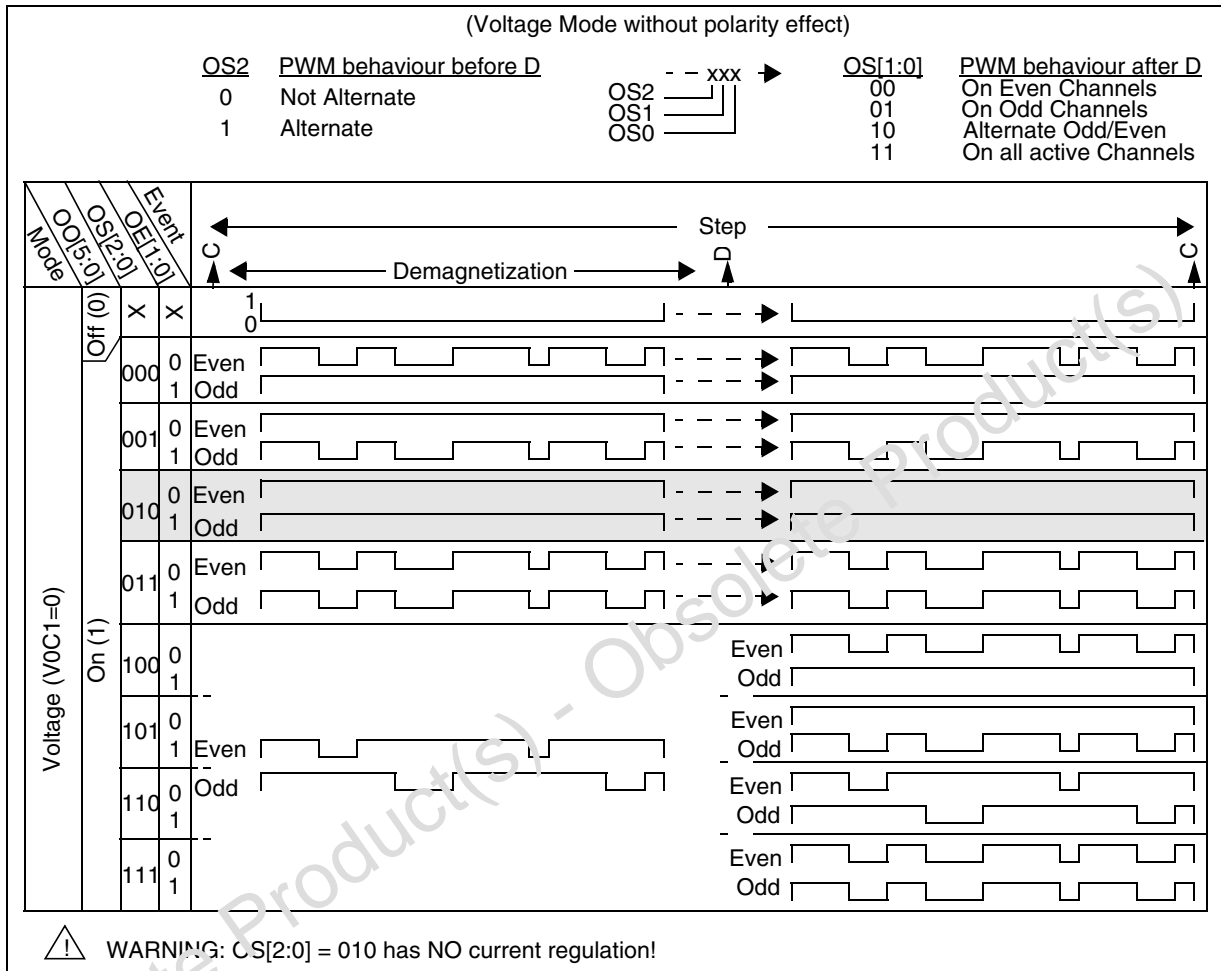 (Voltage Mode without polarity effect)
OS2 PWM behaviour before D
0 Not Alternate
1 Alternate
xxx
OS2
OS1
OS0
OS[1:0] PWM behaviour after D
00 On Even Channels
01 On Odd Channels
10 Alternate Odd/Even
11 On all active Channels
Mode
OO[5:0]
OS[2:0]
OE[1:0]
Event
Step
C
D
C
Demagnetization
Voltage (V0C1=0)
Off (0)
X
X
1
0
On (1)
000
0
1
Even
Odd
001
0
1
Even
Odd
010
0
1
Even
Odd
011
0
1
Even
Odd
100
0
1
Even
Odd
101
0
1
Even
Even
Odd
110
0
1
Odd
Even
Odd
111
0
1
Even
Odd
WARNING: OS[2:0] = 010 has NO current regulation!
ete Product(s) - Obsolete Product(s)